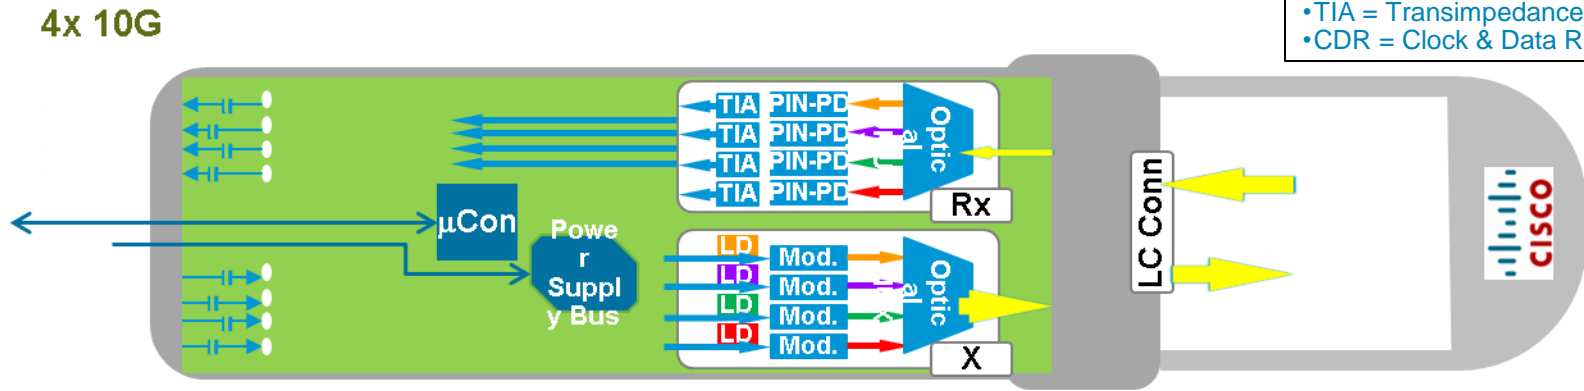 4x 10G
•TIA = Transimpedance
•CDR = Clock & Data R
TIA PIN-PD
TIA PIN-PD
TIA PIN-PD
TIA PIN-PD
Optic
al
Rx
µCon
Powe
r
Suppl
y Bus
LD
Mod.
LD
Mod.
LD
Mod.
LD
Mod.
Optic
al
X
LC Conn
CISCO